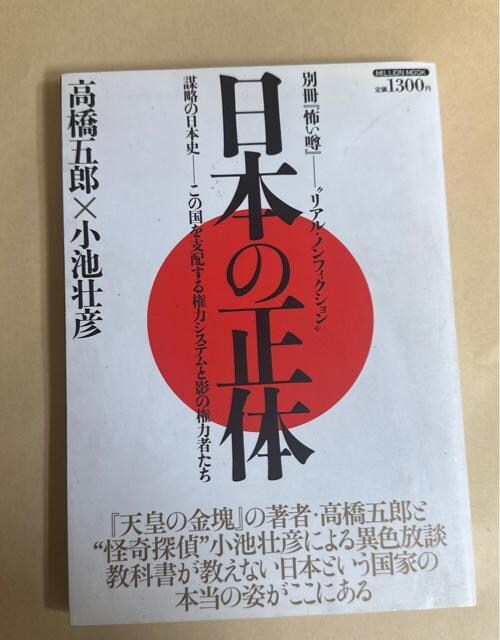 MILLION MOOK
定価1300円
別冊『怖い噂』——“リアル・ノンフィクション”
日本の正体
謀略の日本史——この国を支配する権力システムと影の権力者たち
高橋五郎×小池壮彦
『天皇の金塊』の著者・高橋五郎と
“怪奇探偵”小池壮彦による異色放談
教科書が教えない日本という国家の
本当の姿がここにある